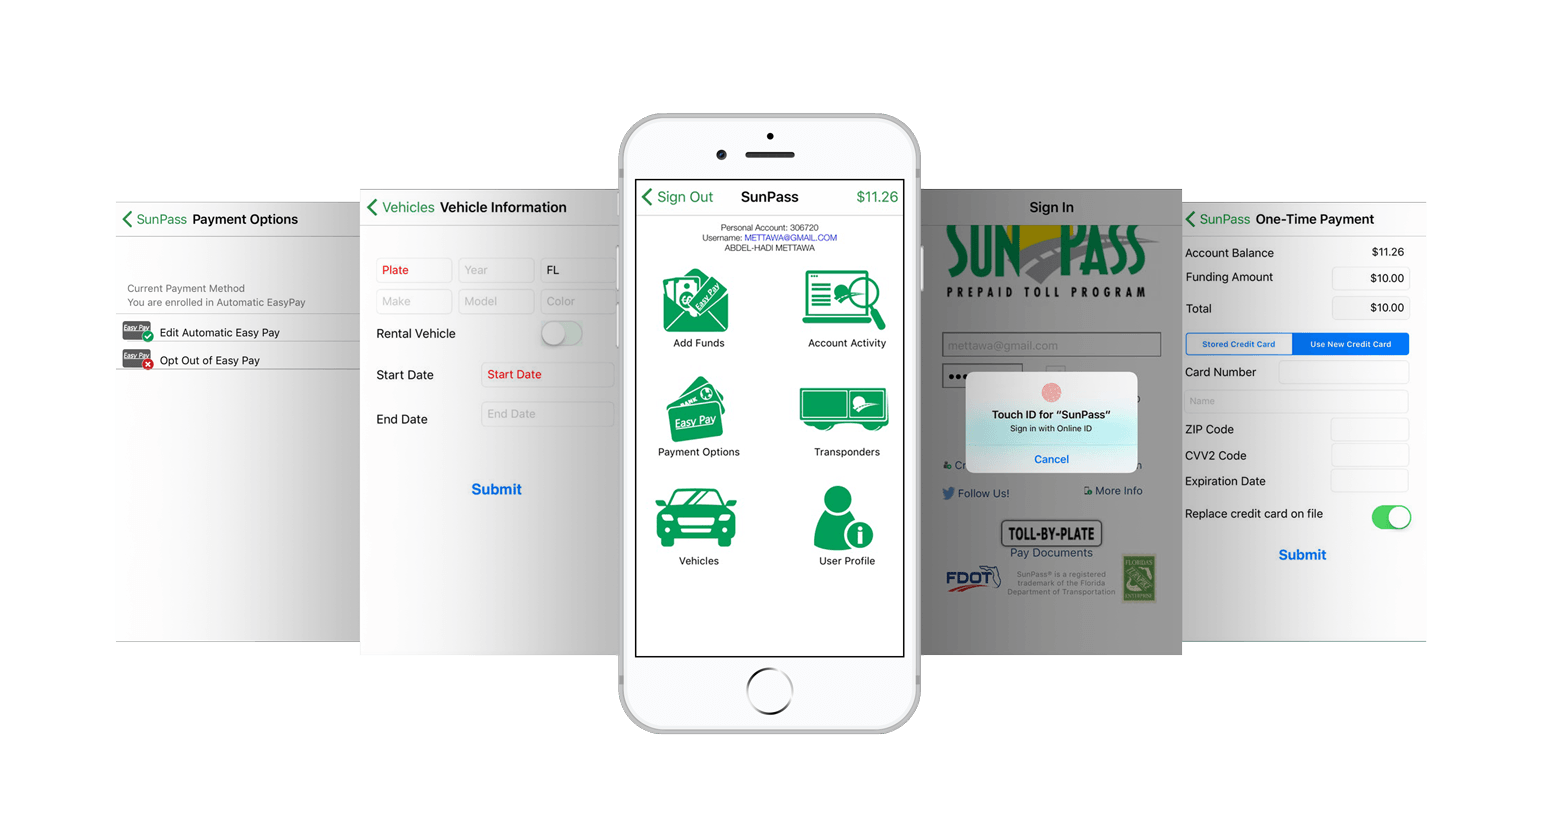 SunPass Payment Options
Current Payment Method
You are enrolled in Automatic EasyPay
Easy Pay Edit Automatic Easy Pay
Easy Pay Opt Out of Easy Pay
Vehicles Vehicle Information
Plate Year FL
Make Model Color
Rental Vehicle
Start Date Start Date
End Date End Date
Submit
Sign Out SunPass $11.26
Personal Account: 306720
Username: METTAWA@GMAIL.COM
ABDEL-HADI METTAWA
Easy Pay
Add Funds Account Activity
BANK
Easy Pay
Payment Options Transponders
Vehicles User Profile
Sign In
SUNPASS
PREPAID TOLL PROGRAM
mettawa@gmail.com
Touch ID for “SunPass”
Sign in with Online ID
Cancel
Follow Us! More Info
TOLL-BY-PLATE
Pay Documents
FDOT
SunPass® is a registered
trademark of the Florida
Department of Transportation
FLORIDA'S
TURNPIKE
ENTERPRISE
SunPass One-Time Payment
Account Balance $11.26
Funding Amount $10.00
Total $10.00
Stored Credit Card Use New Credit Card
Card Number
Name
ZIP Code
CVV2 Code
Expiration Date
Replace credit card on file
Submit